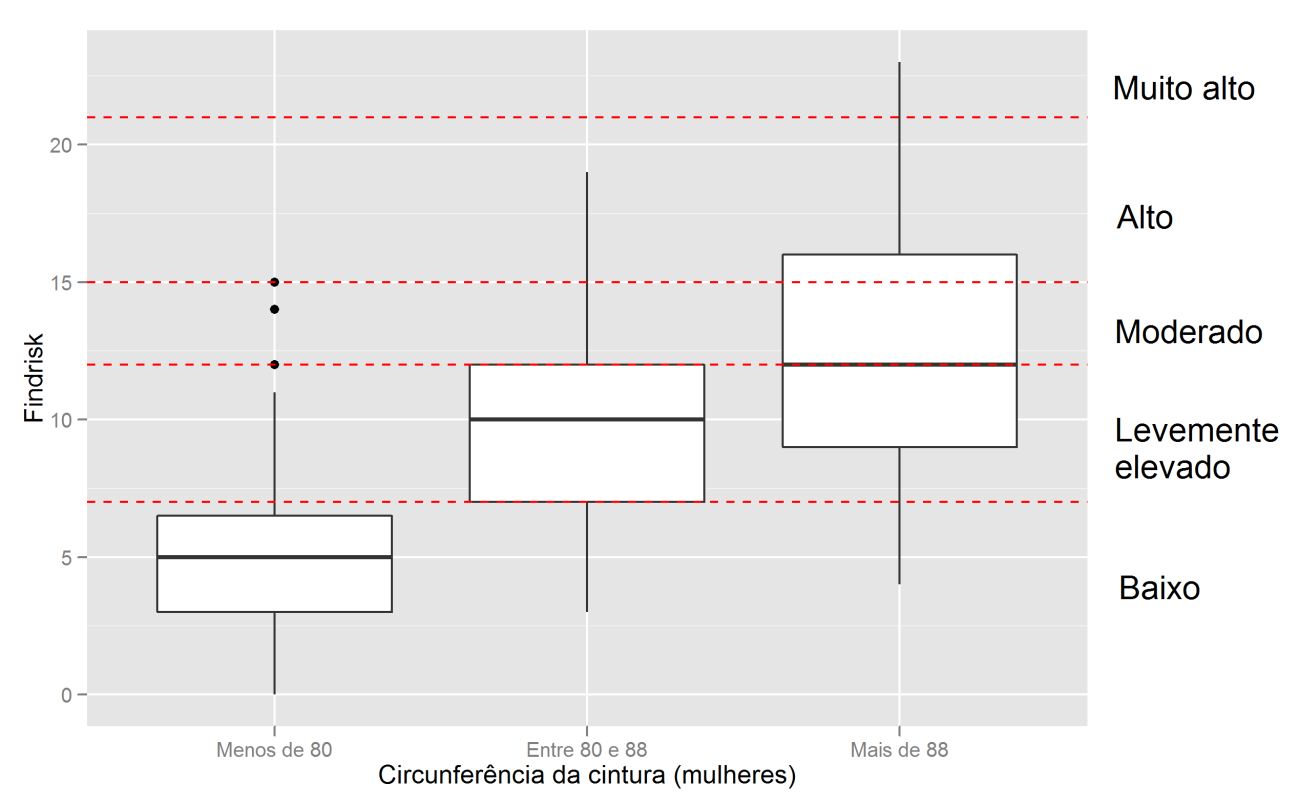 Muito alto
20
Alto
15
Moderado
Findrisk
10
Levemente
elevado
5
Baixo
0
Menos de 80
Entre 80 e 88
Mais de 88
Circunferência da cintura (mulheres)